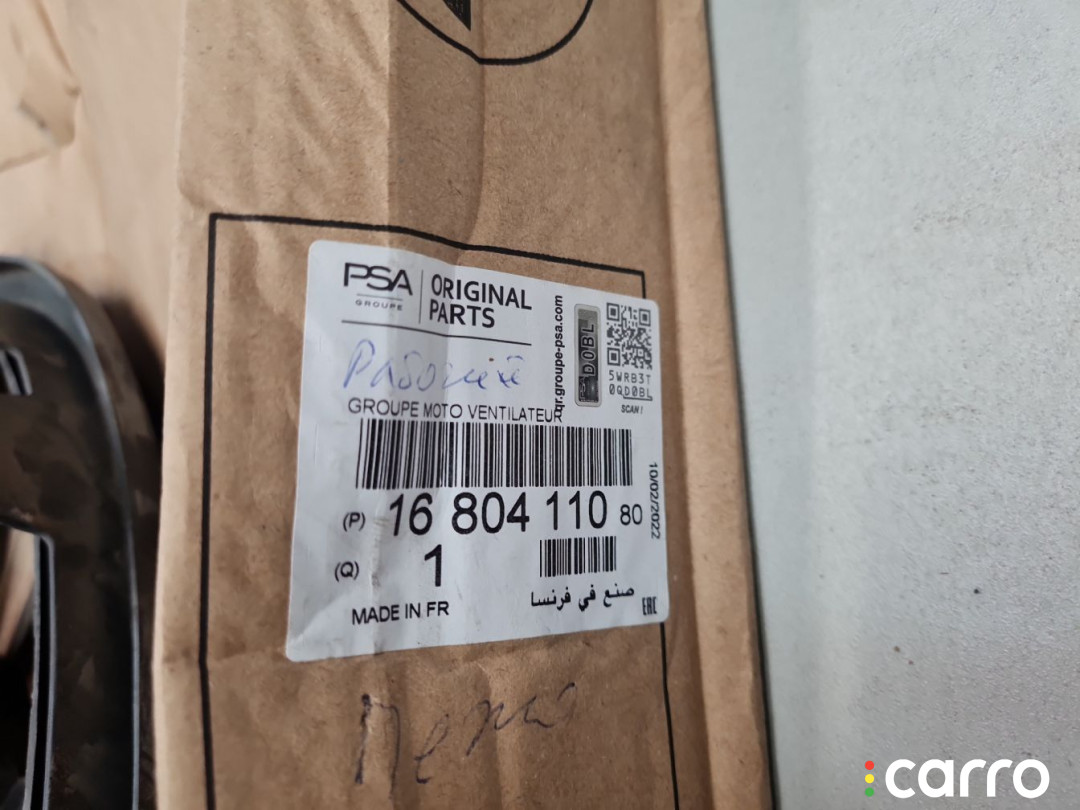 PSA
GROUPE
ORIGINAL
PARTS
qr.groupe-psa.com
D0BL
5WRB3T
0QD0BL
SCAN !
Рабочий
GROUPE MOTO VENTILATEUR
(P) 16 804 110 80
10/02/2022
(Q) 1
MADE IN FR
صنع في فرنسا
EAC
carro